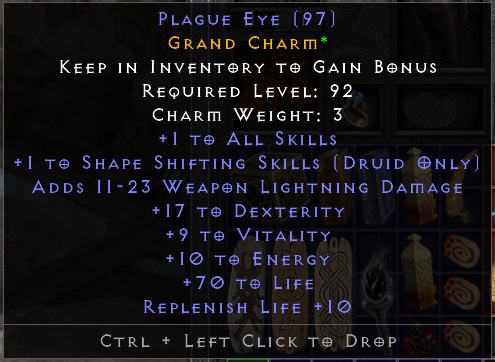 Plague Eye (97)
Grand Charm*
Keep in Inventory to Gain Bonus
Required Level: 92
Charm Weight: 3
+1 to All Skills
+1 to Shape Shifting Skills (Druid Only)
Adds 11-23 Weapon Lightning Damage
+17 to Dexterity
+9 to Vitality
+10 to Energy
+70 to Life
Replenish Life +10
Ctrl + Left Click to Drop